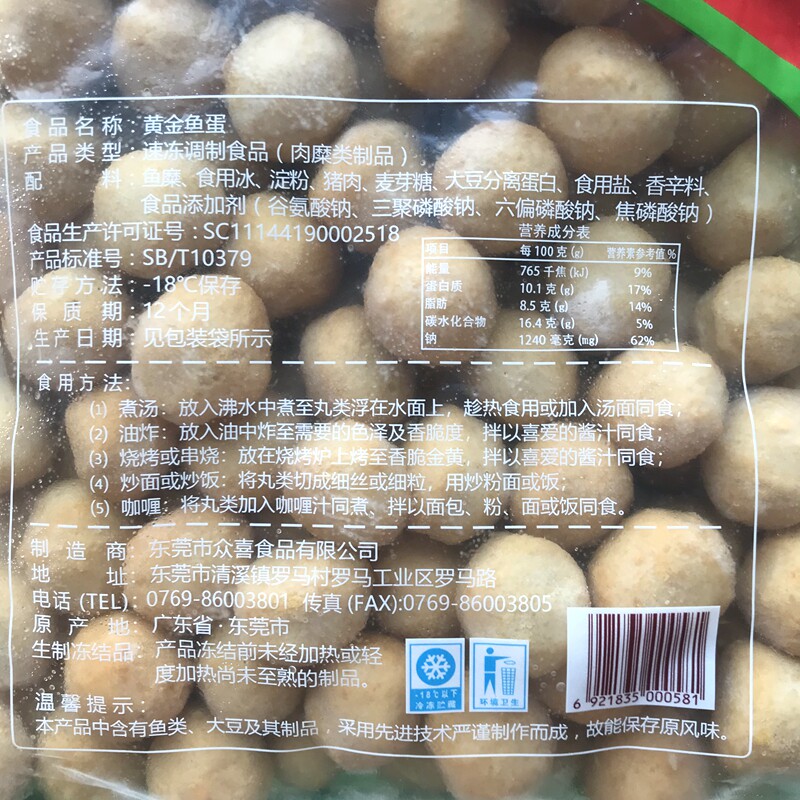 食品名称：黄金鱼蛋
产品类型：速冻调制食品（肉糜类制品）
配料：鱼糜、食用冰、淀粉、猪肉、麦芽糖、大豆分离蛋白、食用盐、香辛料、
食品添加剂（谷氨酸钠、三聚磷酸钠、六偏磷酸钠、焦磷酸钠）
食品生产许可证号：SC11144190002518
产品标准号：SB/T10379
贮存方法：-18℃保存
保质期：12个月
生产日期：见包装袋所示
营养成分表
项目 每100克(g) 营养素参考值%
能量 765千焦(kJ) 9%
蛋白质 10.1克(g) 17%
脂肪 8.5克(g) 14%
碳水化合物 16.4克(g) 5%
钠 1240毫克(mg) 62%
食用方法：
(1) 煮汤：放入沸水中煮至丸类浮在水面上，趁热食用或加入汤面同食；
(2) 油炸：放入油中炸至需要的色泽及香脆度，拌以喜爱的酱汁同食；
(3) 烧烤或串烧：放在烧烤炉上烤至香脆金黄，拌以喜爱的酱汁同食；
(4) 炒面或炒饭：将丸类切成细丝或细粒，用炒粉面或饭；
(5) 咖喱：将丸类加入咖喱汁同煮、拌以面包、粉、面或饭同食。
制造商：东莞市众喜食品有限公司
地址：东莞市清溪镇罗马村罗马工业区罗马路
电话(TEL)：0769-86003801 传真(FAX):0769-86003805
原产地：广东省·东莞市
生制冻结品：产品冻结前未经加热或轻
度加热尚未至熟的制品。
-18℃以下
冷冻贮藏
环境卫生
6 921835 000581
温馨提示：
本产品中含有鱼类、大豆及其制品，采用先进技术严谨制作而成，故能保存原风味。